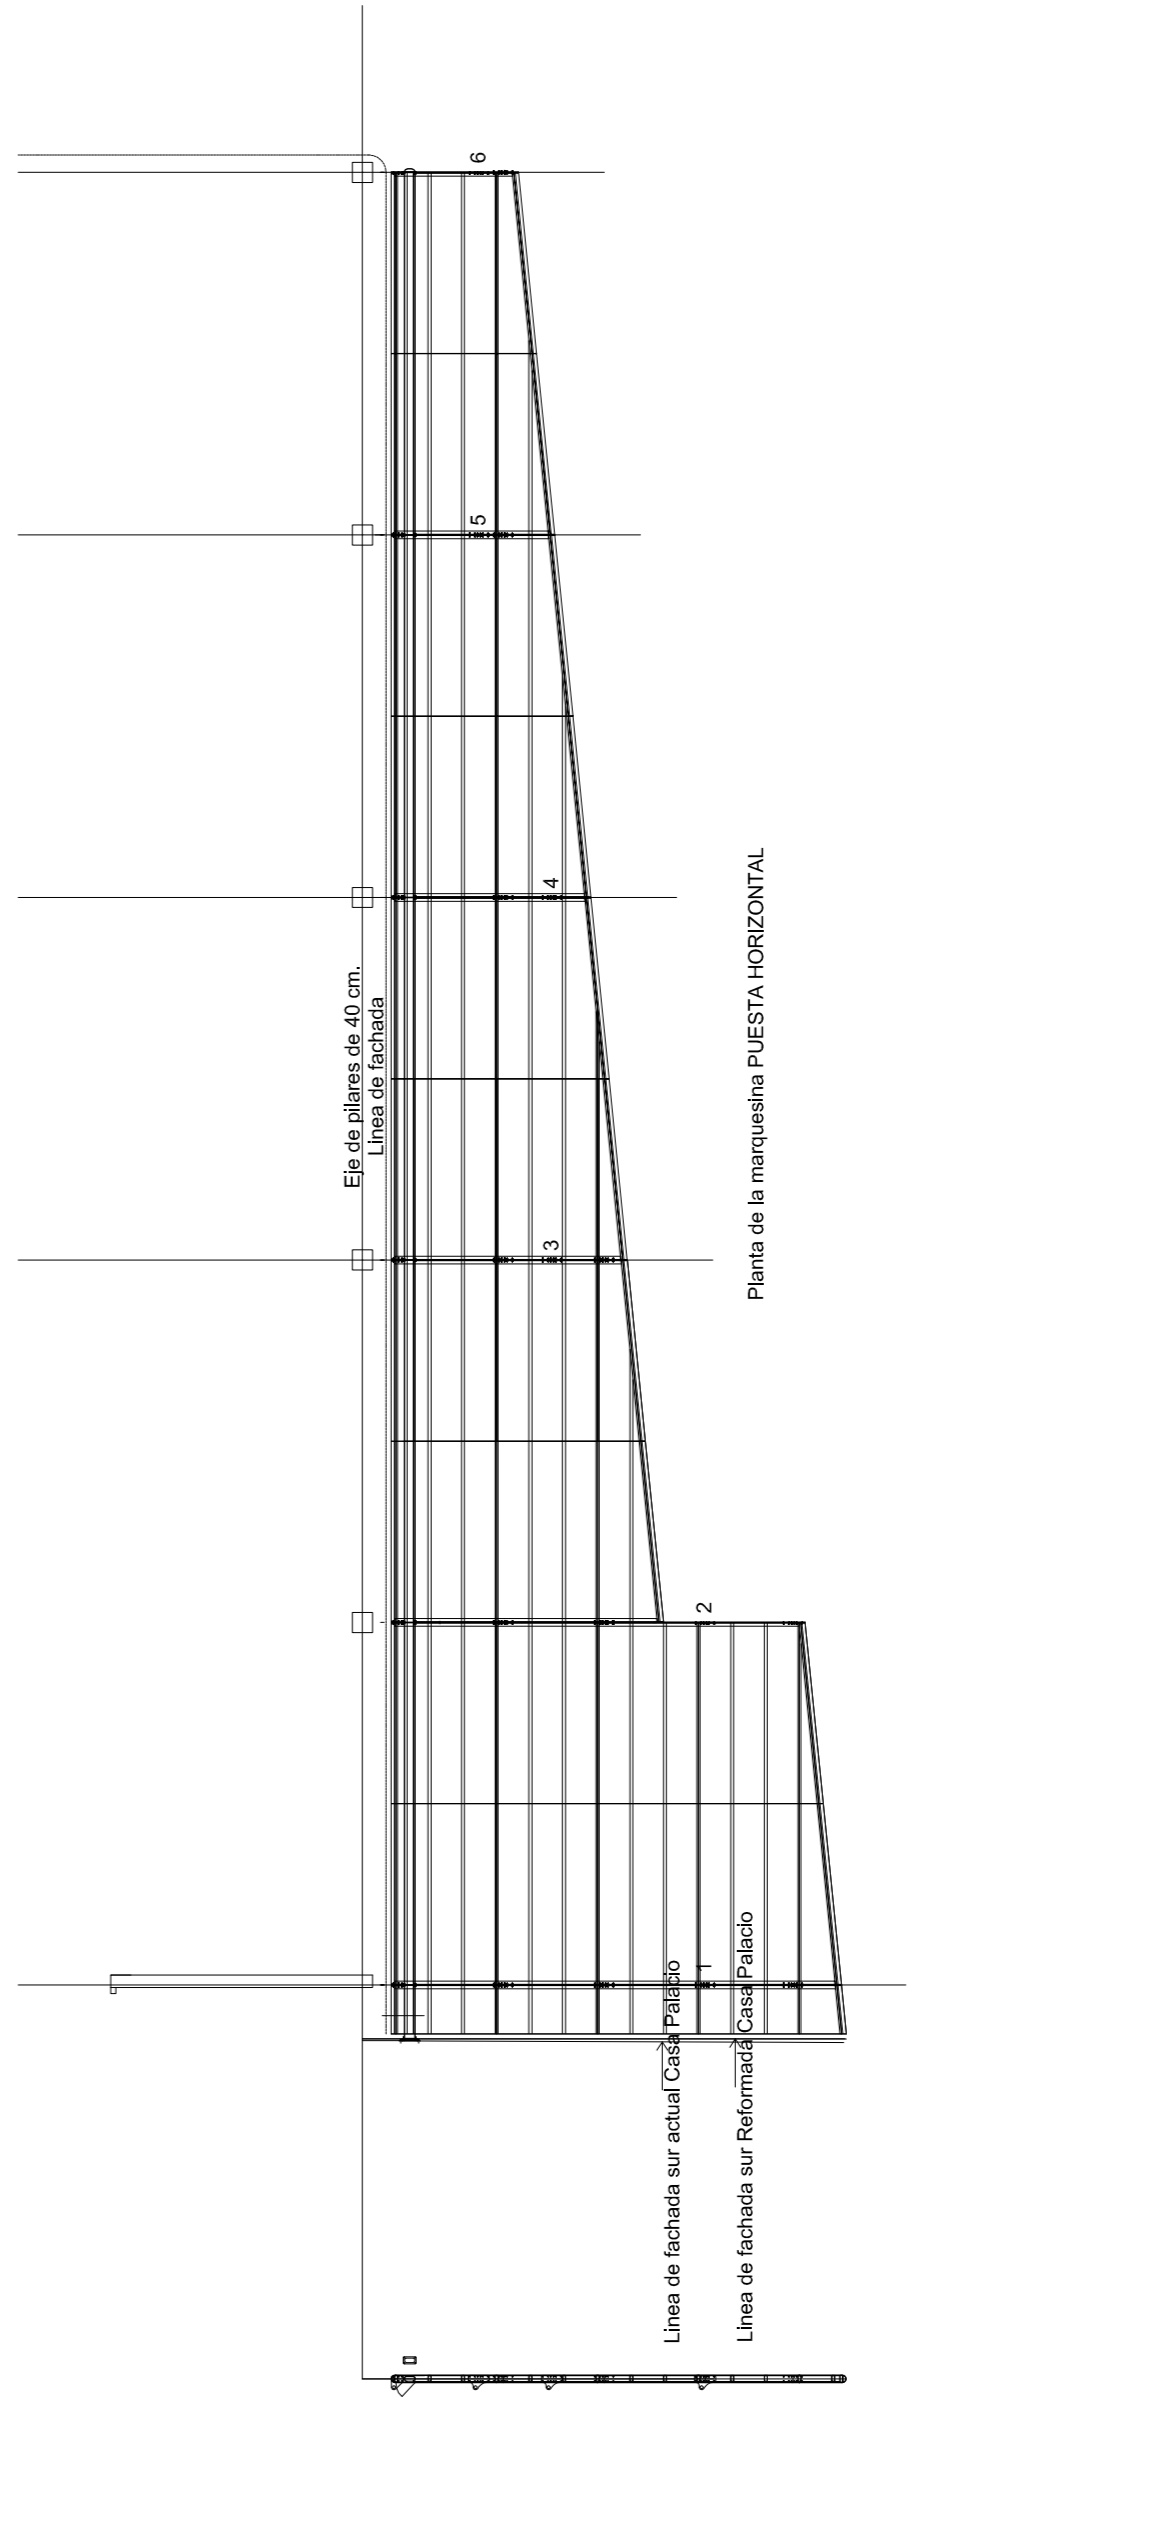 6
5
4
Eje de pilares de 40 cm.
Linea de fachada
Planta de la marquesina PUESTA HORIZONTAL
3
2
1
Linea de fachada sur actual Casa Palacio
Linea de fachada sur Reformada Casa Palacio